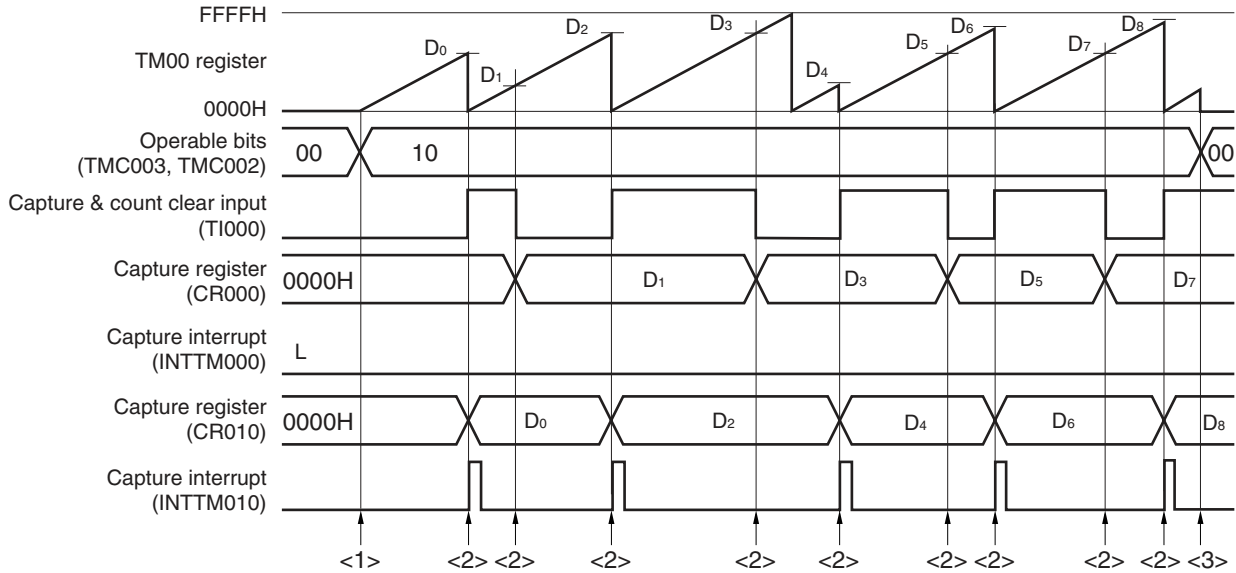 FFFFH
TM00 register
0000H
D0
D1
D2
D3
D4
D5
D6
D7
D8
Operable bits
(TMC003, TMC002)
00
10
00
Capture & count clear input
(TI000)
Capture register
(CR000)
0000H
D1
D3
D5
D7
Capture interrupt
(INTTM000)
L
Capture register
(CR010)
0000H
D0
D2
D4
D6
D8
Capture interrupt
(INTTM010)
<1> <2> <2> <2> <2> <2> <2> <2> <2> <2> <3>